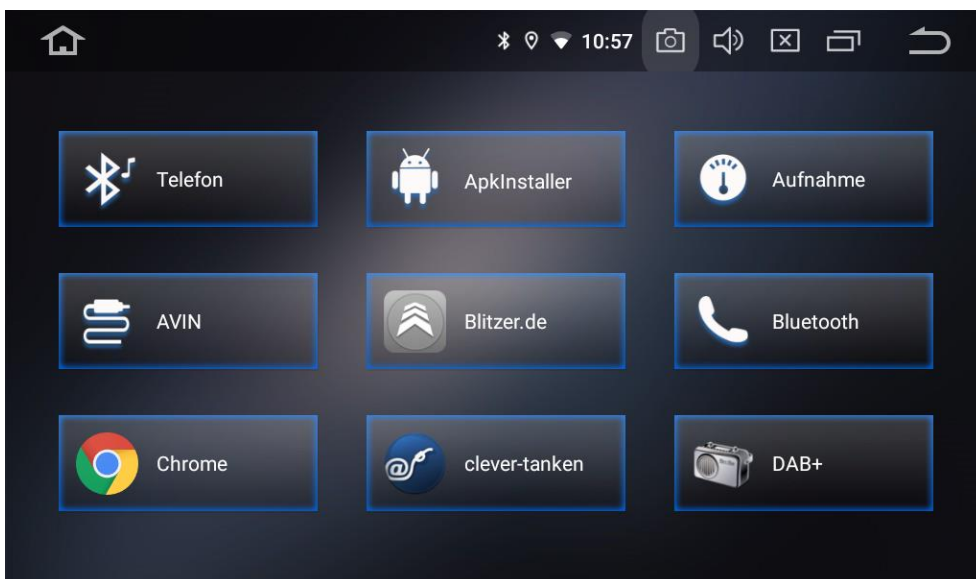 10:57
Telefon
ApkInstaller
Aufnahme
AVIN
Blitzer.de
Bluetooth
Chrome
clever-tanken
DAB+